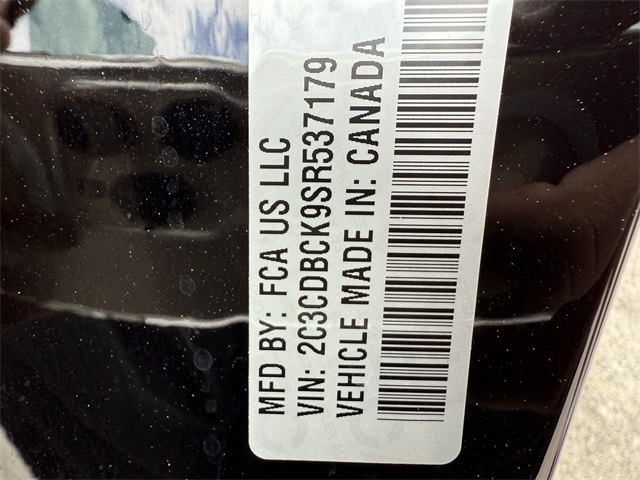 MFD BY: FCA US LLC
VIN: 2C3CDBCK9SR537179
VEHICLE MADE IN: CANADA